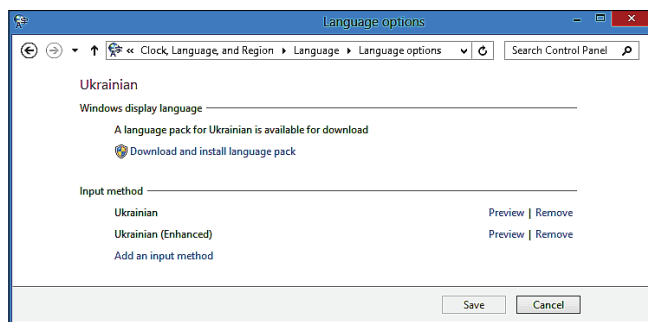 Language options
« Clock, Language, and Region ▸ Language ▸ Language options
Search Control Panel
Ukrainian
Windows display language
A language pack for Ukrainian is available for download
Download and install language pack
Input method
Ukrainian Preview | Remove
Ukrainian (Enhanced) Preview | Remove
Add an input method
Save Cancel